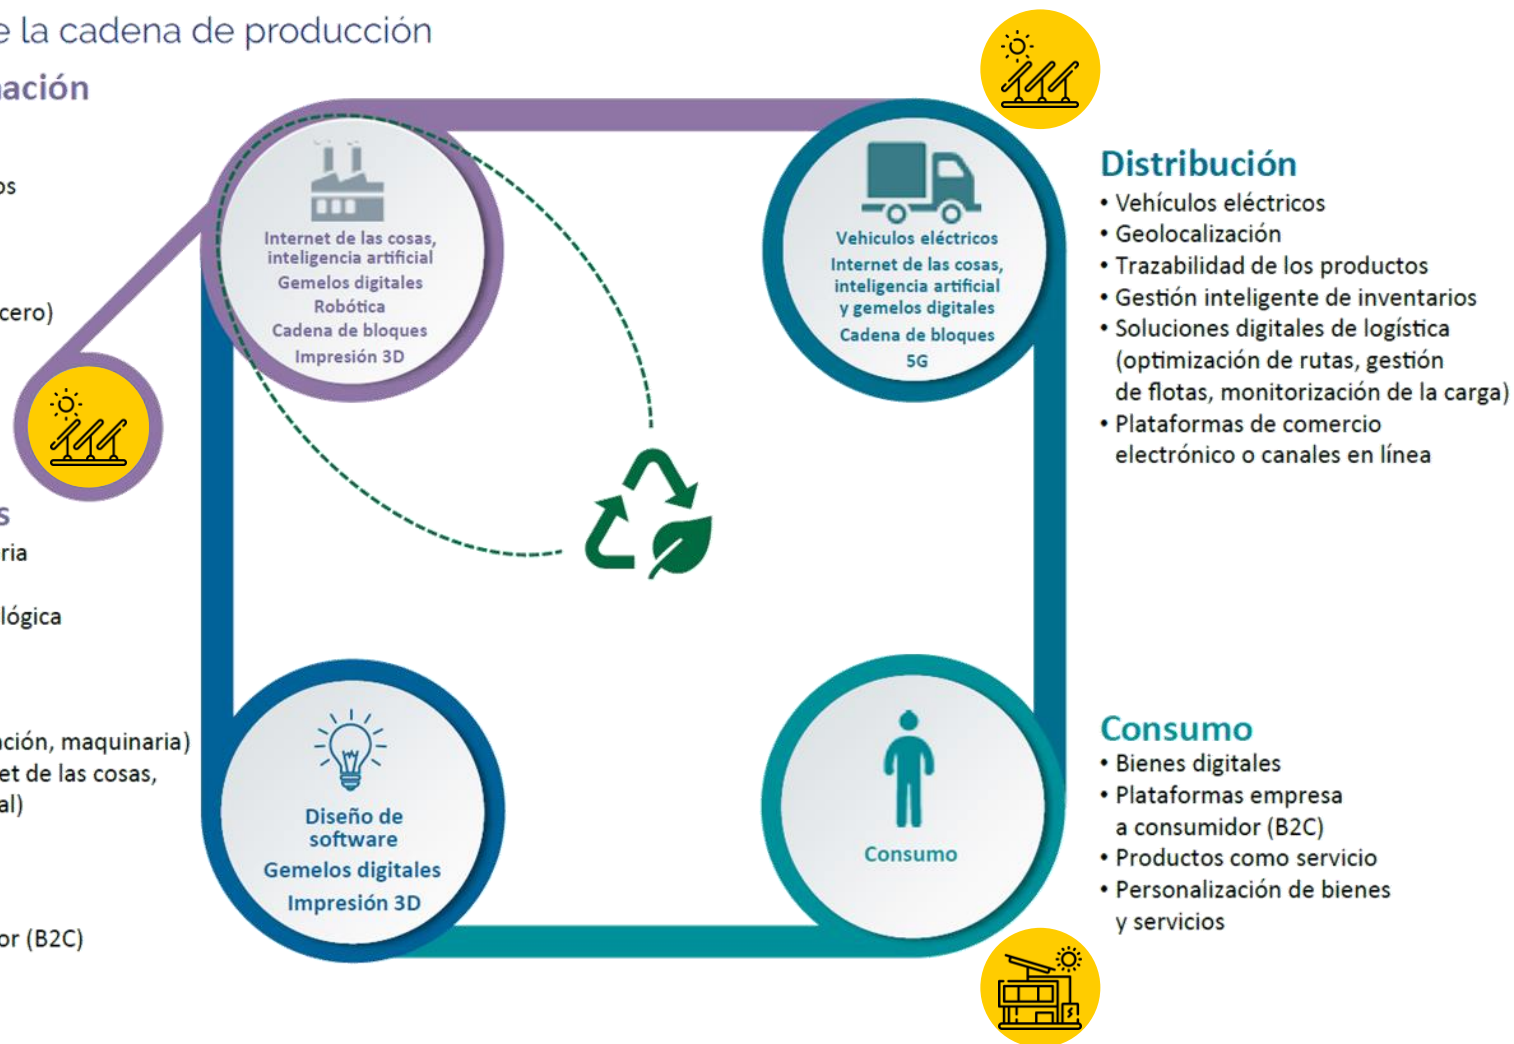 e la cadena de producción
nación
os
cero)
s
ria
lógica
ación, maquinaria)
et de las cosas,
al)
or (B2C)
Internet de las cosas,
inteligencia artificial
Gemelos digitales
Robótica
Cadena de bloques
Impresión 3D
Vehiculos eléctricos
Internet de las cosas,
inteligencia artificial
y gemelos digitales
Cadena de bloques
5G
Distribución
• Vehículos eléctricos
• Geolocalización
• Trazabilidad de los productos
• Gestión inteligente de inventarios
• Soluciones digitales de logística
(optimización de rutas, gestión
de flotas, monitorización de la carga)
• Plataformas de comercio
electrónico o canales en línea
Diseño de
software
Gemelos digitales
Impresión 3D
Consumo
Consumo
• Bienes digitales
• Plataformas empresa
a consumidor (B2C)
• Productos como servicio
• Personalización de bienes
y servicios